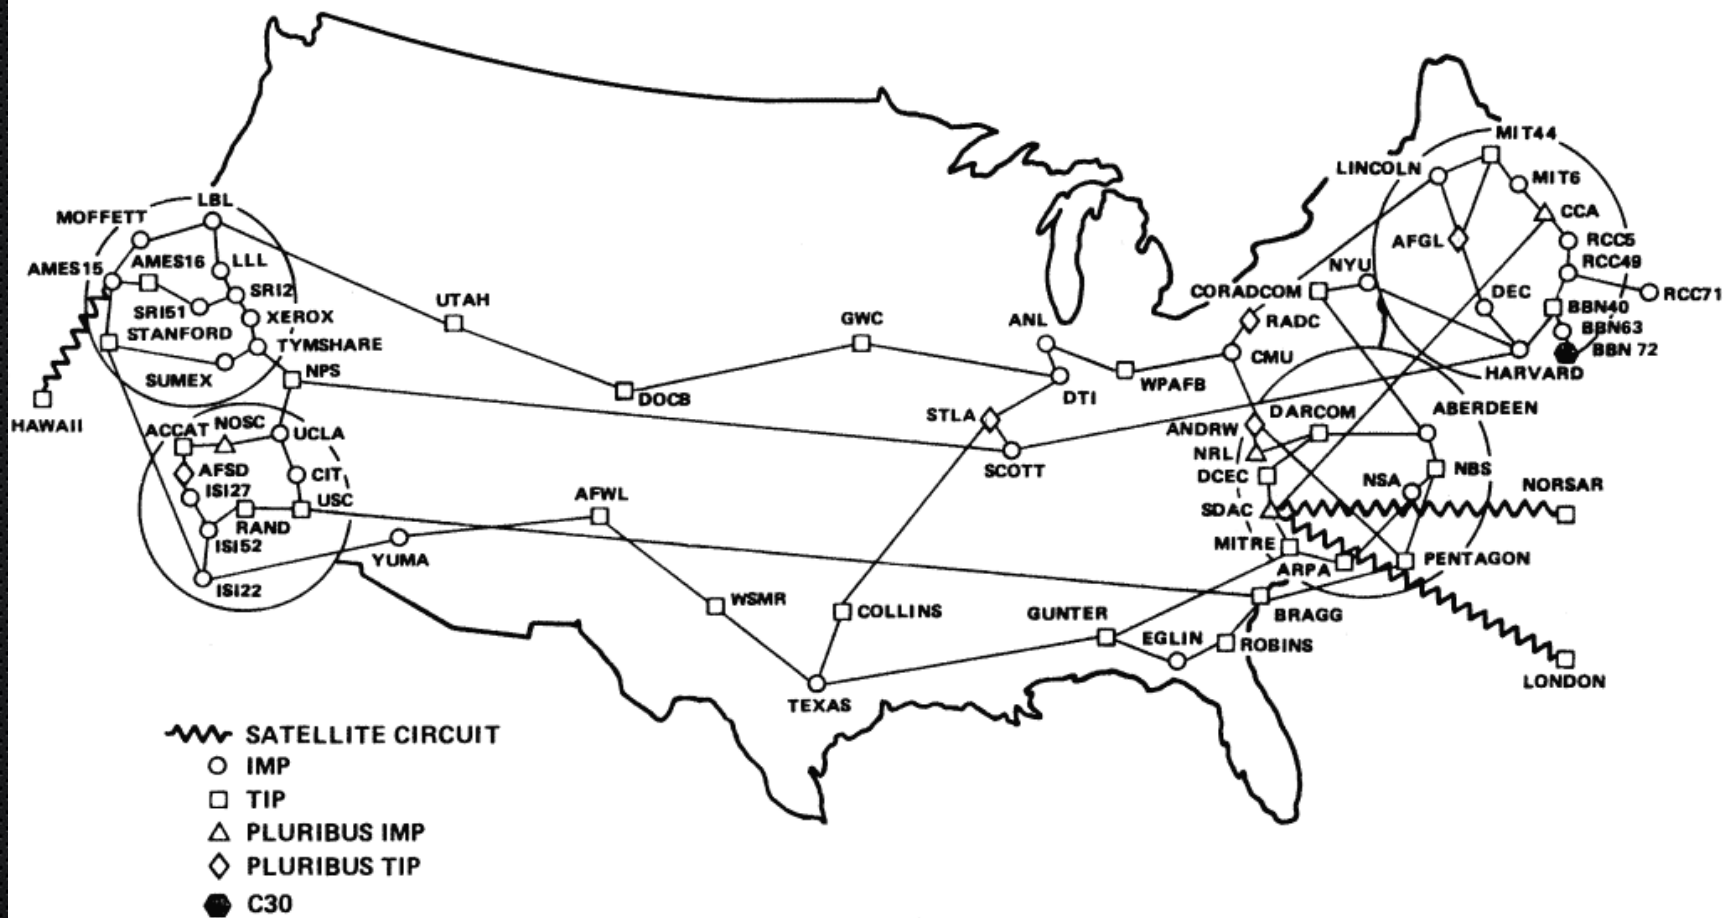 MIT44
LINCOLN
MIT6
LBL
CCA
MOFFETT
RCC5
AFGL
AMES16
LLL
RCC49
AMES15
NYU
SRI2
CORADCOM
DEC
RCC71
UTAH
SRI51
XEROX
BBN40
GWC
ANL
RADC
STANFORD
BBN63
TYMSHARE
BBN 72
CMU
NPS
HARVARD
SUMEX
WPAFB
DOCB
DTI
HAWAII
STLA
DARCOM
ABERDEEN
ACCAT
NOSC
UCLA
ANDRW
NRL
SCOTT
AFSD
CIT
DCEC
NBS
NSA
NORSAR
ISI27
USC
AFWL
SDAC
RAND
ISI52
MITRE
YUMA
ARPA
PENTAGON
ISI22
WSMR
COLLINS
GUNTER
BRAGG
EGLIN
ROBINS
LONDON
TEXAS
SATELLITE CIRCUIT
IMP
TIP
PLURIBUS IMP
PLURIBUS TIP
C30